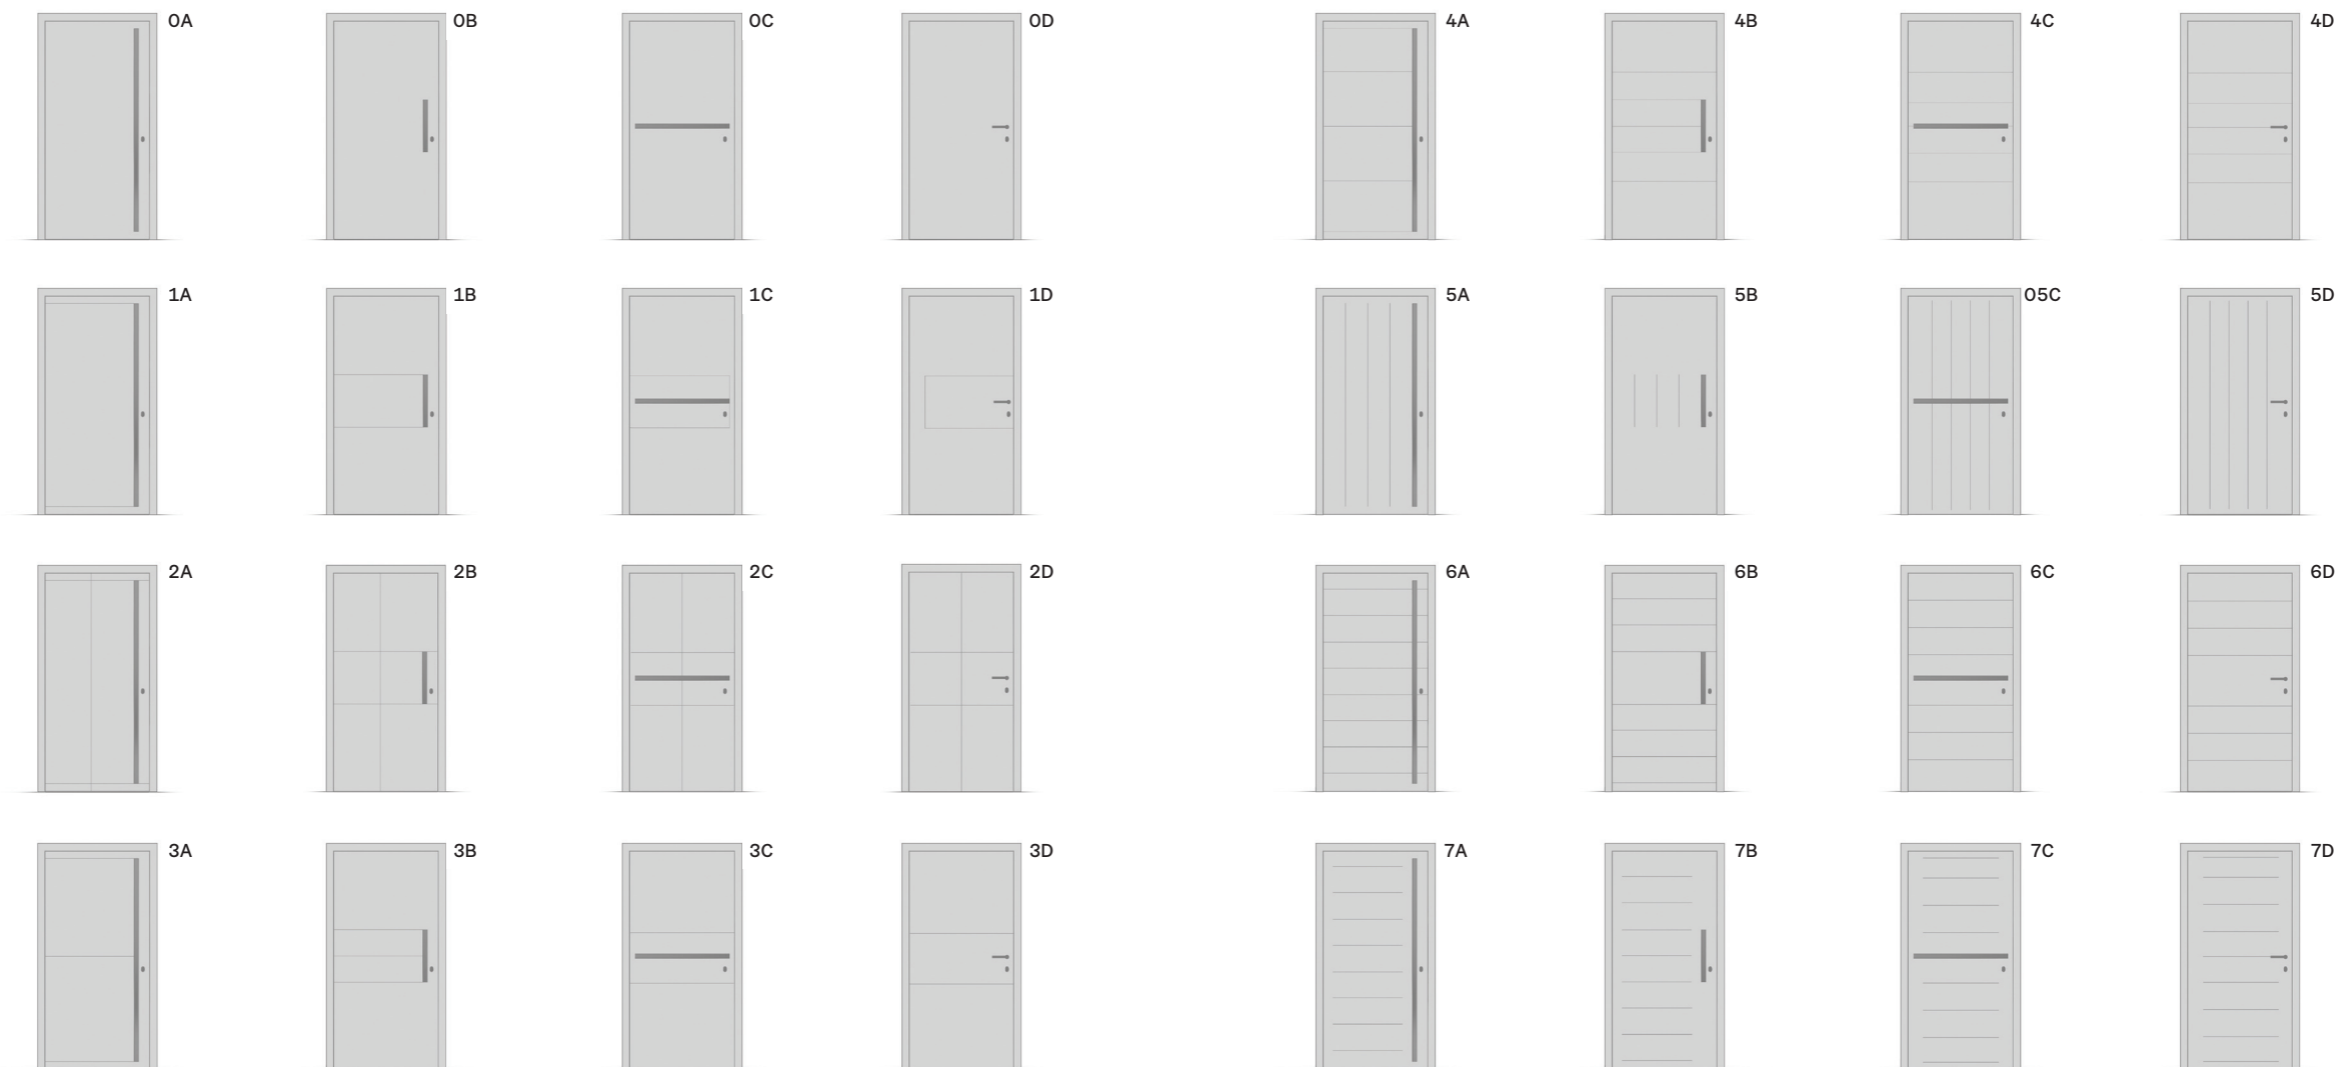 0A 0B 0C 0D 4A 4B 4C 4D
1A 1B 1C 1D 5A 5B 05C 5D
2A 2B 2C 2D 6A 6B 6C 6D
3A 3B 3C 3D 7A 7B 7C 7D